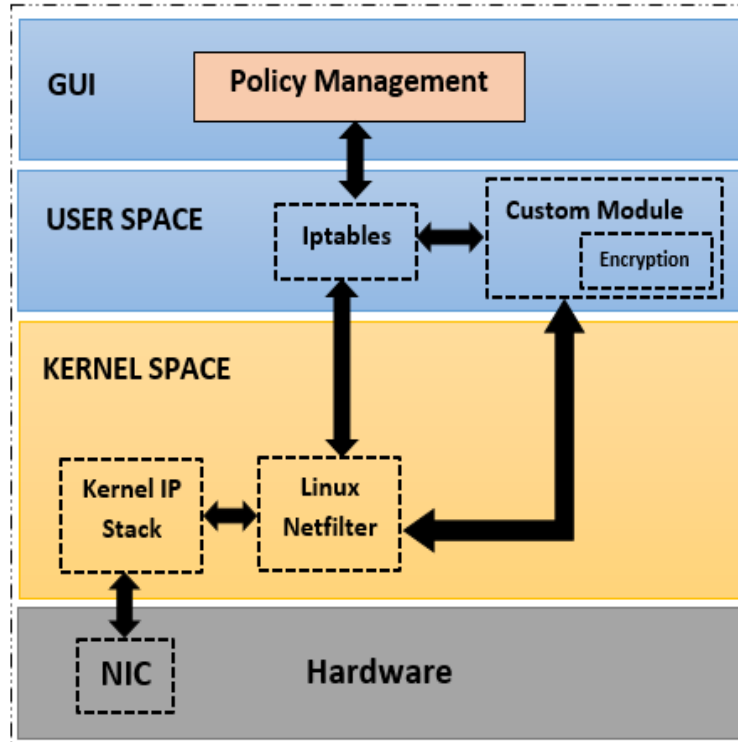 GUI
Policy Management
USER SPACE
Iptables
Custom Module
Encryption
KERNEL SPACE
Kernel IP
Stack
Linux
Netfilter
NIC
Hardware